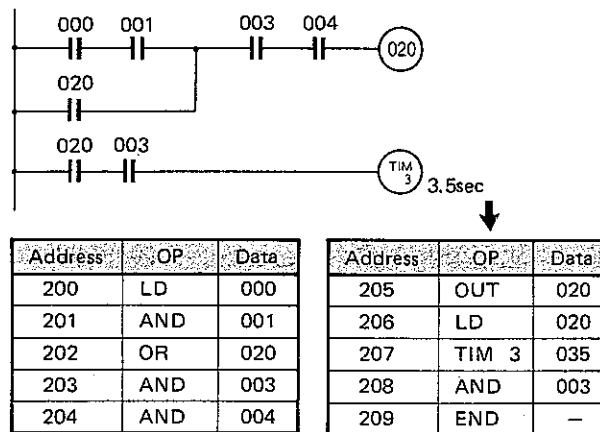 000 001 003 004
020
020
020 003
TIM
3
3.5sec
Address OP Data
200 LD 000
201 AND 001
202 OR 020
203 AND 003
204 AND 004
Address OP Data
205 OUT 020
206 LD 020
207 TIM 3 035
208 AND 003
209 END –